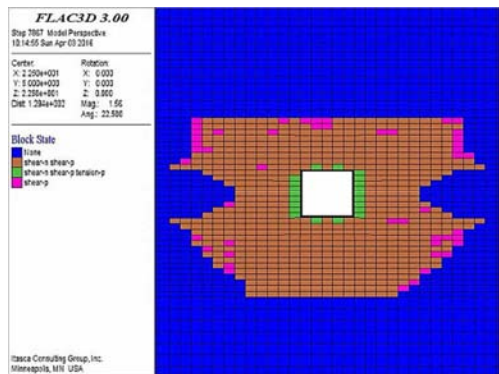 FLAC3D 3.00
Step 7867 Model Perspective
10:14:55 Sun Apr 03 2016
Center:
X: 2.250e+001
Y: 5.000e+000
Z: 2.250e+001
Dist: 1.294e+002
Rotation:
X: 0.000
Y: 0.000
Z: 0.000
Mag.: 1.56
Ang.: 22.500
Block State
None
shear-n shear-p
shear-n shear-p tension-p
shear-p
Itasca Consulting Group, Inc.
Minneapolis, MN USA